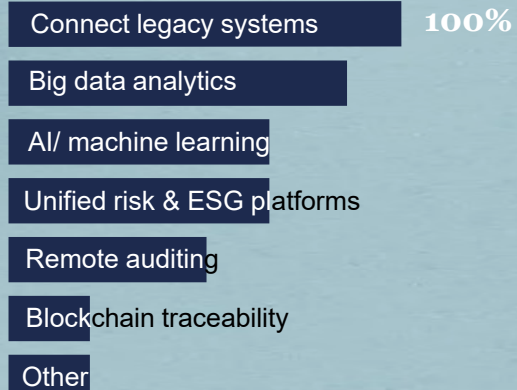 Connect legacy systems 100%
Big data analytics
AI/ machine learning
Unified risk & ESG platforms
Remote auditing
Blockchain traceability
Other